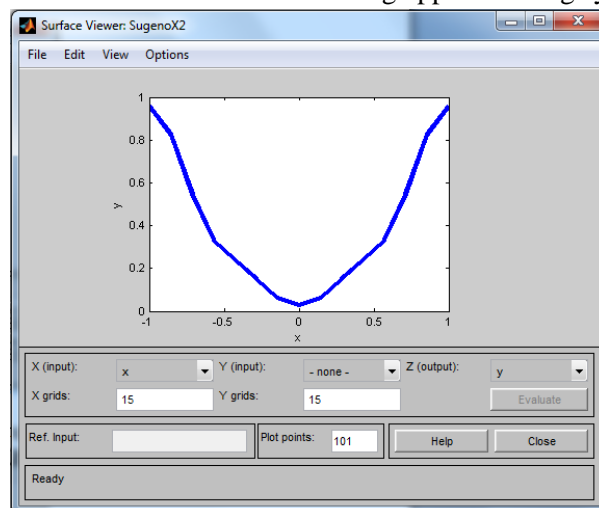 Surface Viewer: SugenoX2
File Edit View Options
1
0.8
0.6
0.4
0.2
0
y
-1 -0.5 0 0.5 1
x
X (input): x Y (input): - none - Z (output): y
X grids: 15 Y grids: 15 Evaluate
Ref. Input: Plot points: 101 Help Close
Ready